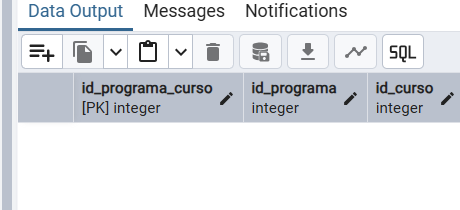 Data Output Messages Notifications
SQL
id_programa_curso id_programa id_curso
[PK] integer integer integer